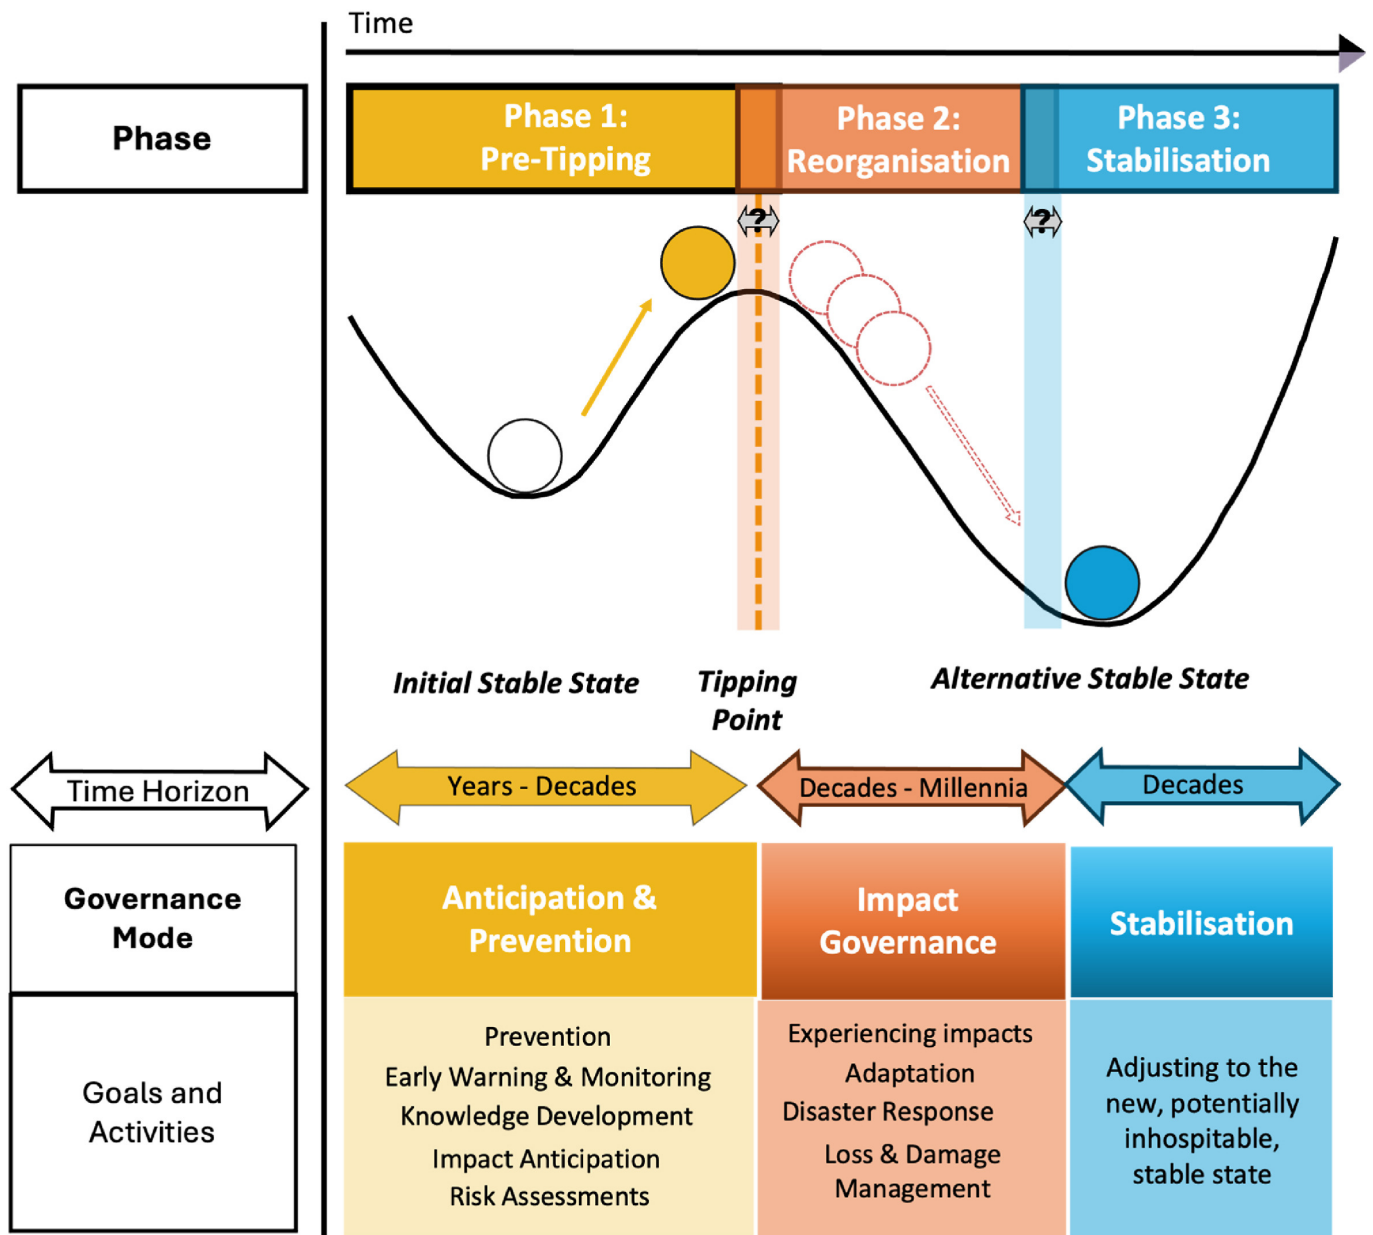 Time
Phase
Phase 1:
Pre-Tipping
Phase 2:
Reorganisation
Phase 3:
Stabilisation
?
?
Initial Stable State
Tipping
Point
Alternative Stable State
Time Horizon
Years - Decades
Decades - Millennia
Decades
Governance
Mode
Anticipation &
Prevention
Impact
Governance
Stabilisation
Goals and
Activities
Prevention
Early Warning & Monitoring
Knowledge Development
Impact Anticipation
Risk Assessments
Experiencing impacts
Adaptation
Disaster Response
Loss & Damage
Management
Adjusting to the
new, potentially
inhospitable,
stable state